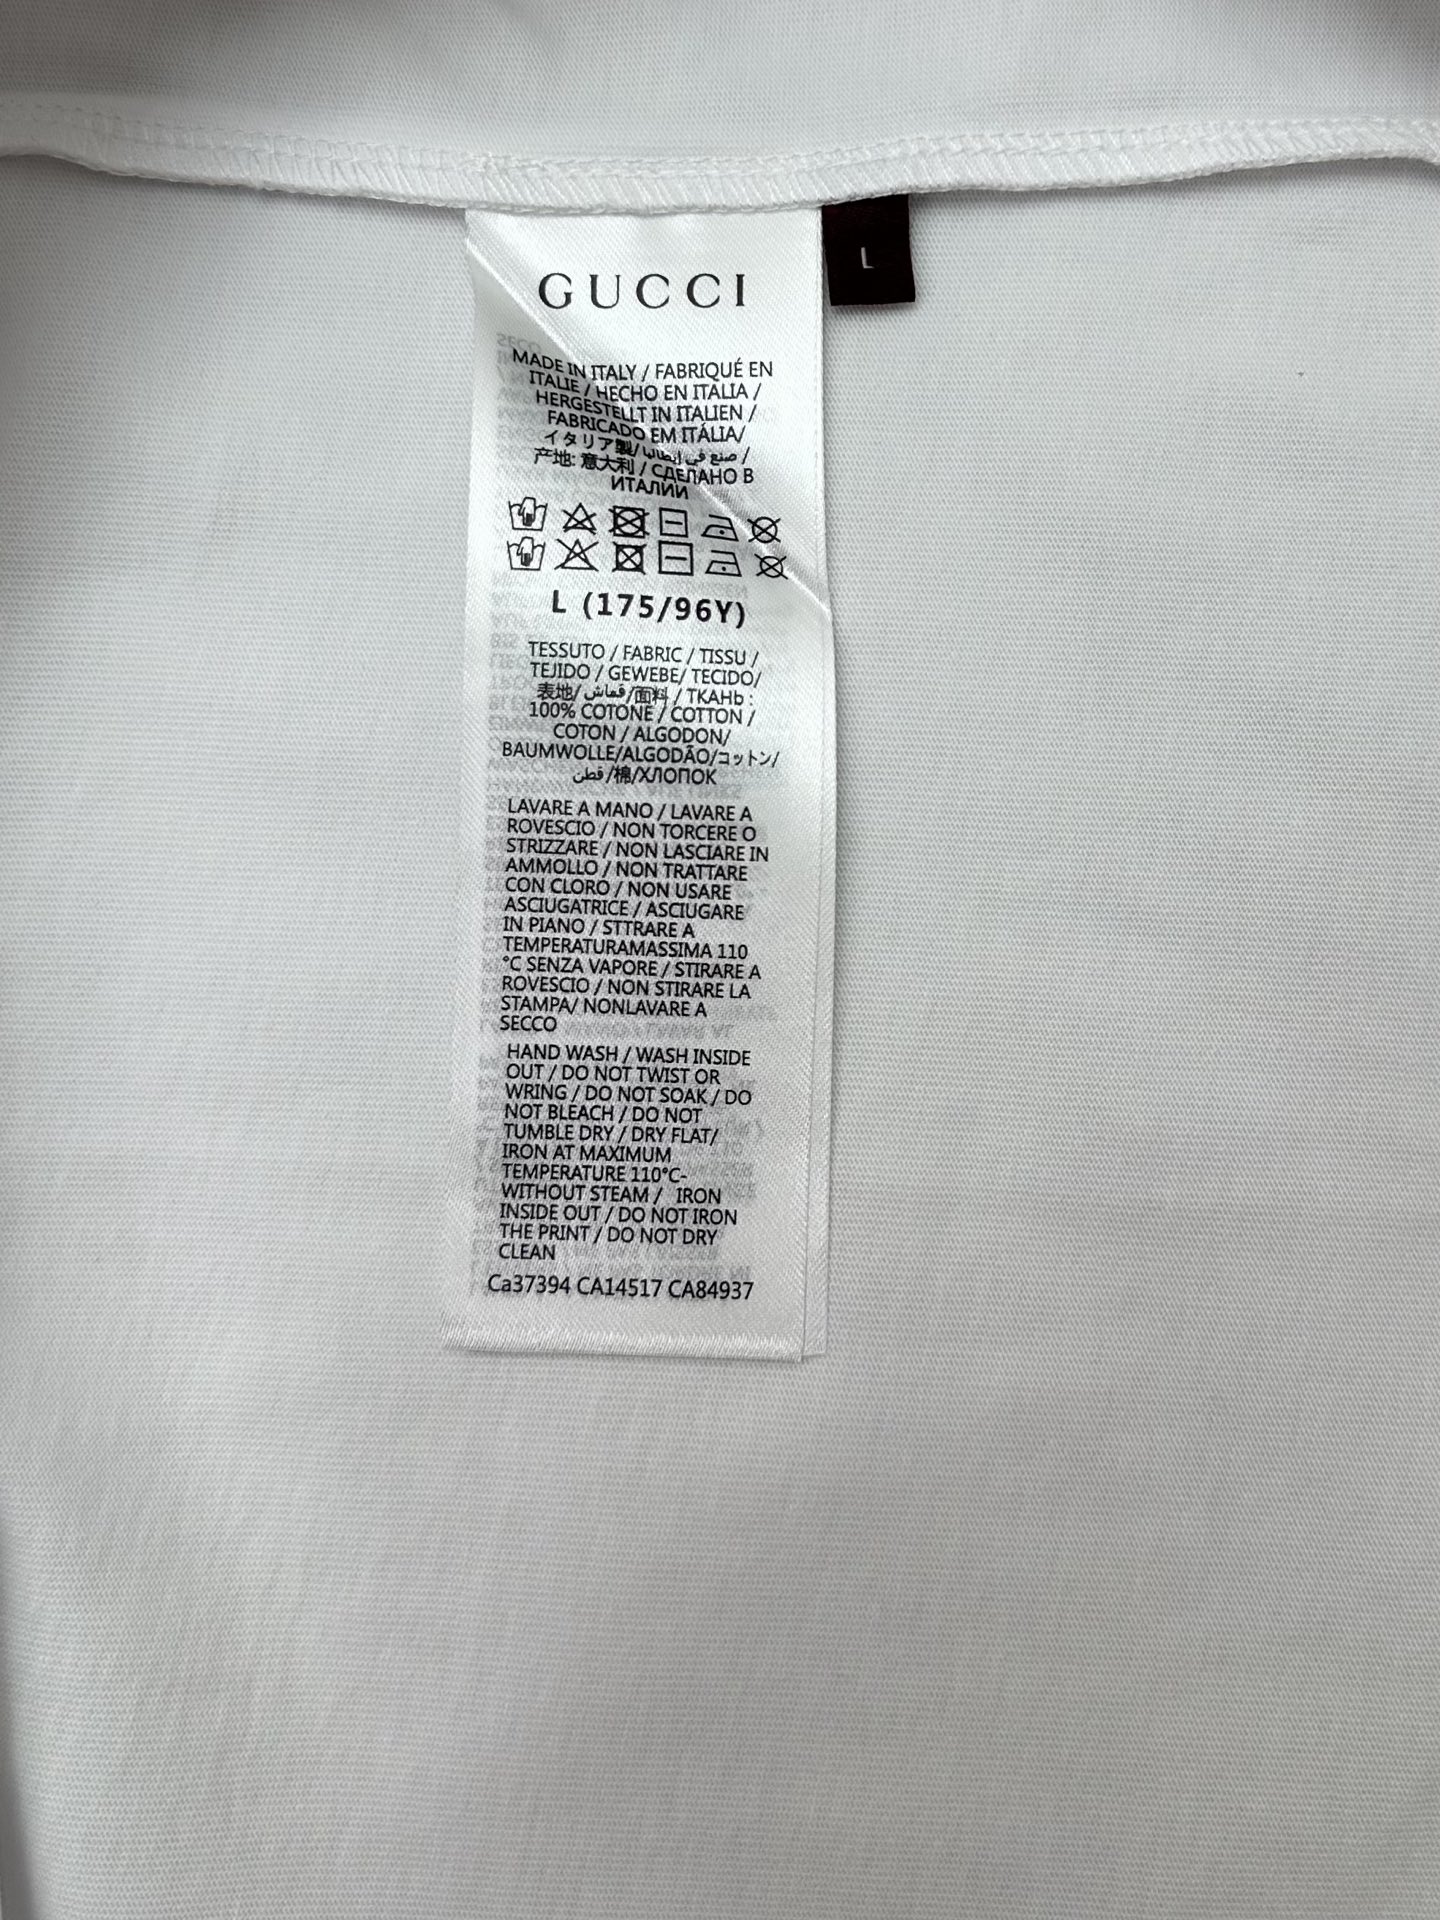 GUCCI
L
MADE IN ITALY / FABRIQUÉ EN
ITALIE / HECHO EN ITALIA /
HERGESTELLT IN ITALIEN /
FABRICADO EM ITÁLIA/
イタリア製/صنع في إيطاليا /
产地: 意大利 / СДЕЛАНО В
ИТАЛИИ
L (175/96Y)
TESSUTO / FABRIC / TISSU /
TEJIDO / GEWEBE/ TECIDO/
表地/قماش/面料 / TKAHb :
100% COTONE / COTTON /
COTON / ALGODON/
BAUMWOLLE/ALGODÃO/コットン/
قطن/棉/ХЛОПОК
LAVARE A MANO / LAVARE A
ROVESCIO / NON TORCERE O
STRIZZARE / NON LASCIARE IN
AMMOLLO / NON TRATTARE
CON CLORO / NON USARE
ASCIUGATRICE / ASCIUGARE
IN PIANO / STTRARE A
TEMPERATURAMASSIMA 110
°C SENZA VAPORE / STIRARE A
ROVESCIO / NON STIRARE LA
STAMPA/ NONLAVARE A
SECCO
HAND WASH / WASH INSIDE
OUT / DO NOT TWIST OR
WRING / DO NOT SOAK / DO
NOT BLEACH / DO NOT
TUMBLE DRY / DRY FLAT/
IRON AT MAXIMUM
TEMPERATURE 110°C-
WITHOUT STEAM / IRON
INSIDE OUT / DO NOT IRON
THE PRINT / DO NOT DRY
CLEAN
Ca37394 CA14517 CA84937